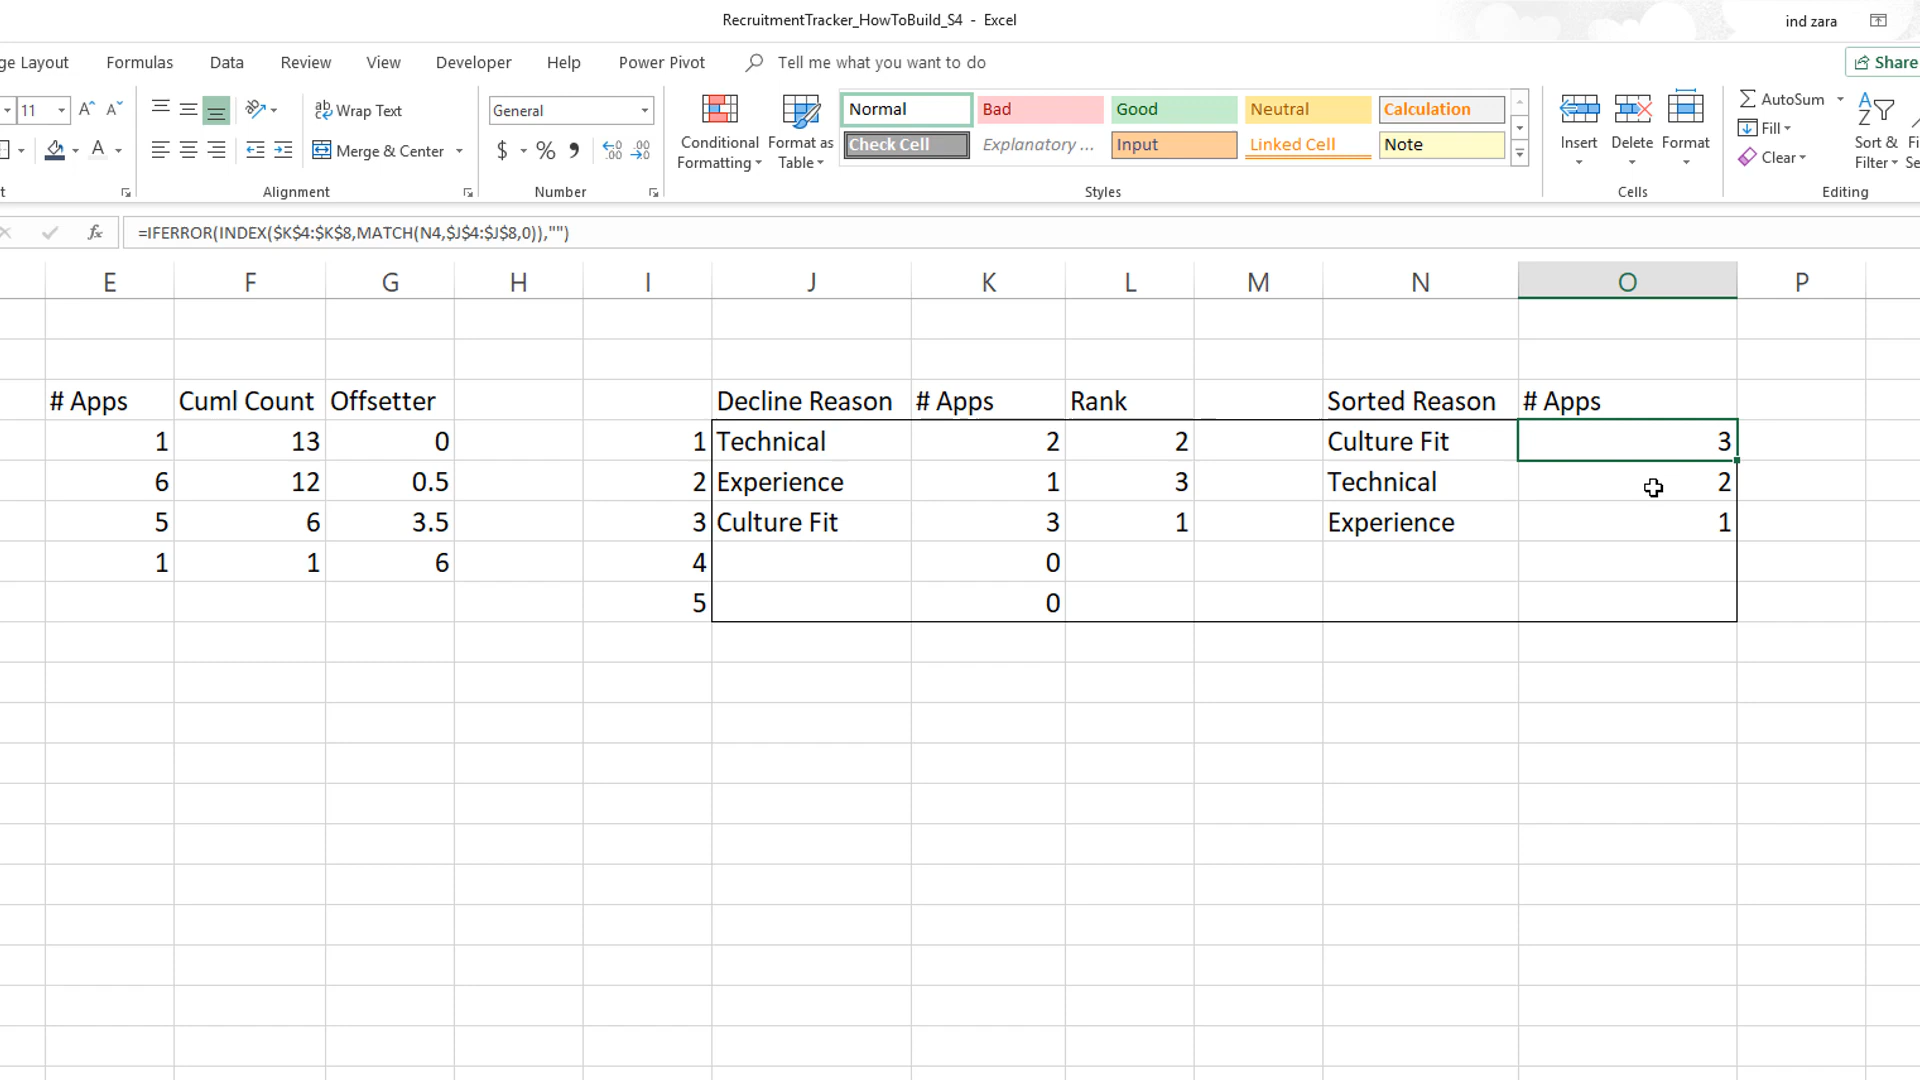 RecruitmentTracker_HowToBuild_S4 - Excel
ind zara
ge Layout Formulas Data Review View Developer Help Power Pivot Tell me what you want to do Share
11 Wrap Text General Normal Bad Good Neutral Calculation AutoSum
Merge & Center $ % Conditional Formatting Format as Table Check Cell Explanatory ... Input Linked Cell Note Insert Delete Format Fill Clear Sort & Filter
Alignment Number Styles Cells Editing
fx =IFERROR(INDEX($K$4:$K$8,MATCH(N4,$J$4:$J$8,0)),"")
E F G H I J K L M N O P
# Apps Cuml Count Offsetter Decline Reason # Apps Rank Sorted Reason # Apps
1 13 0 1 Technical 2 2 Culture Fit 3
6 12 0.5 2 Experience 1 3 Technical 2
5 6 3.5 3 Culture Fit 3 1 Experience 1
1 1 6 4 0
5 0